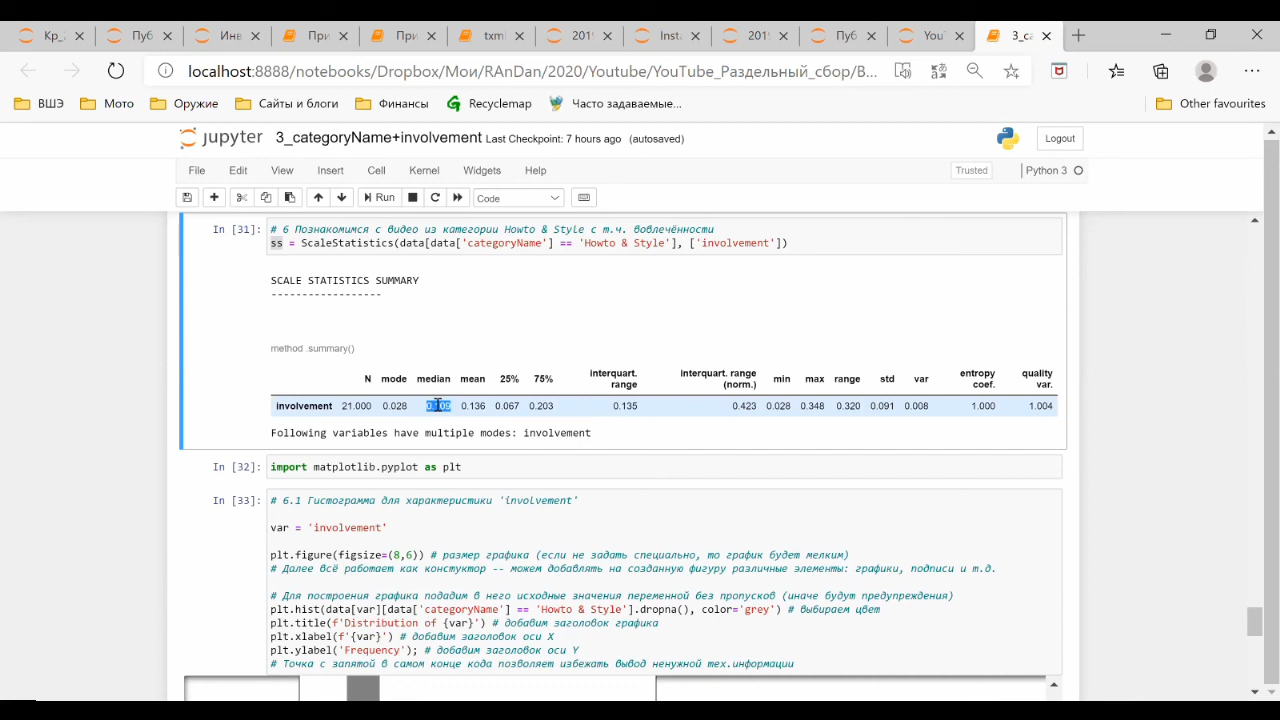 Кр_
Пуб
Инв
При
При
txml
2019
Insta
2019
Пуб
YouT
3_ca
localhost:8888/notebooks/Dropbox/Мои/RAnDan/2020/Youtube/YouTube_Раздельный_сбор/В...
ВШЭ Мото Оружие Сайты и блоги Финансы Recyclemap Часто задаваемые... Other favourites
jupyter 3_categoryName+involvement Last Checkpoint: 7 hours ago (autosaved) Logout
File Edit View Insert Cell Kernel Widgets Help Trusted Python 3
Run Code
In [31]: # 6 Познакомимся с видео из категории Howto & Style с т.ч. вовлечённости
ss = ScaleStatistics(data[data['categoryName'] == 'Howto & Style'], ['involvement'])
SCALE STATISTICS SUMMARY
------------------
method .summary()
N mode median mean 25% 75% interquart. range interquart. range (norm.) min max range std var entropy coef. quality var.
involvement 21.000 0.028 0.109 0.136 0.067 0.203 0.135 0.423 0.028 0.348 0.320 0.091 0.008 1.000 1.004
Following variables have multiple modes: involvement
In [32]: import matplotlib.pyplot as plt
In [33]: # 6.1 Гистограмма для характеристики 'involvement'
var = 'involvement'
plt.figure(figsize=(8,6)) # размер графика (если не задать специально, то график будет мелким)
# Далее всё работает как констуктор -- можем добавлять на созданную фигуру различные элементы: графики, подписи и т.д.
# Для построения графика подадим в него исходные значения переменной без пропусков (иначе будут предупреждения)
plt.hist(data[var][data['categoryName'] == 'Howto & Style'].dropna(), color='grey') # выбираем цвет
plt.title(f'Distribution of {var}') # добавим заголовок графика
plt.xlabel(f'{var}') # добавим заголовок оси X
plt.ylabel('Frequency'); # добавим заголовок оси Y
# Точка с запятой в самом конце кода позволяет избежать вывод ненужной тех.информации